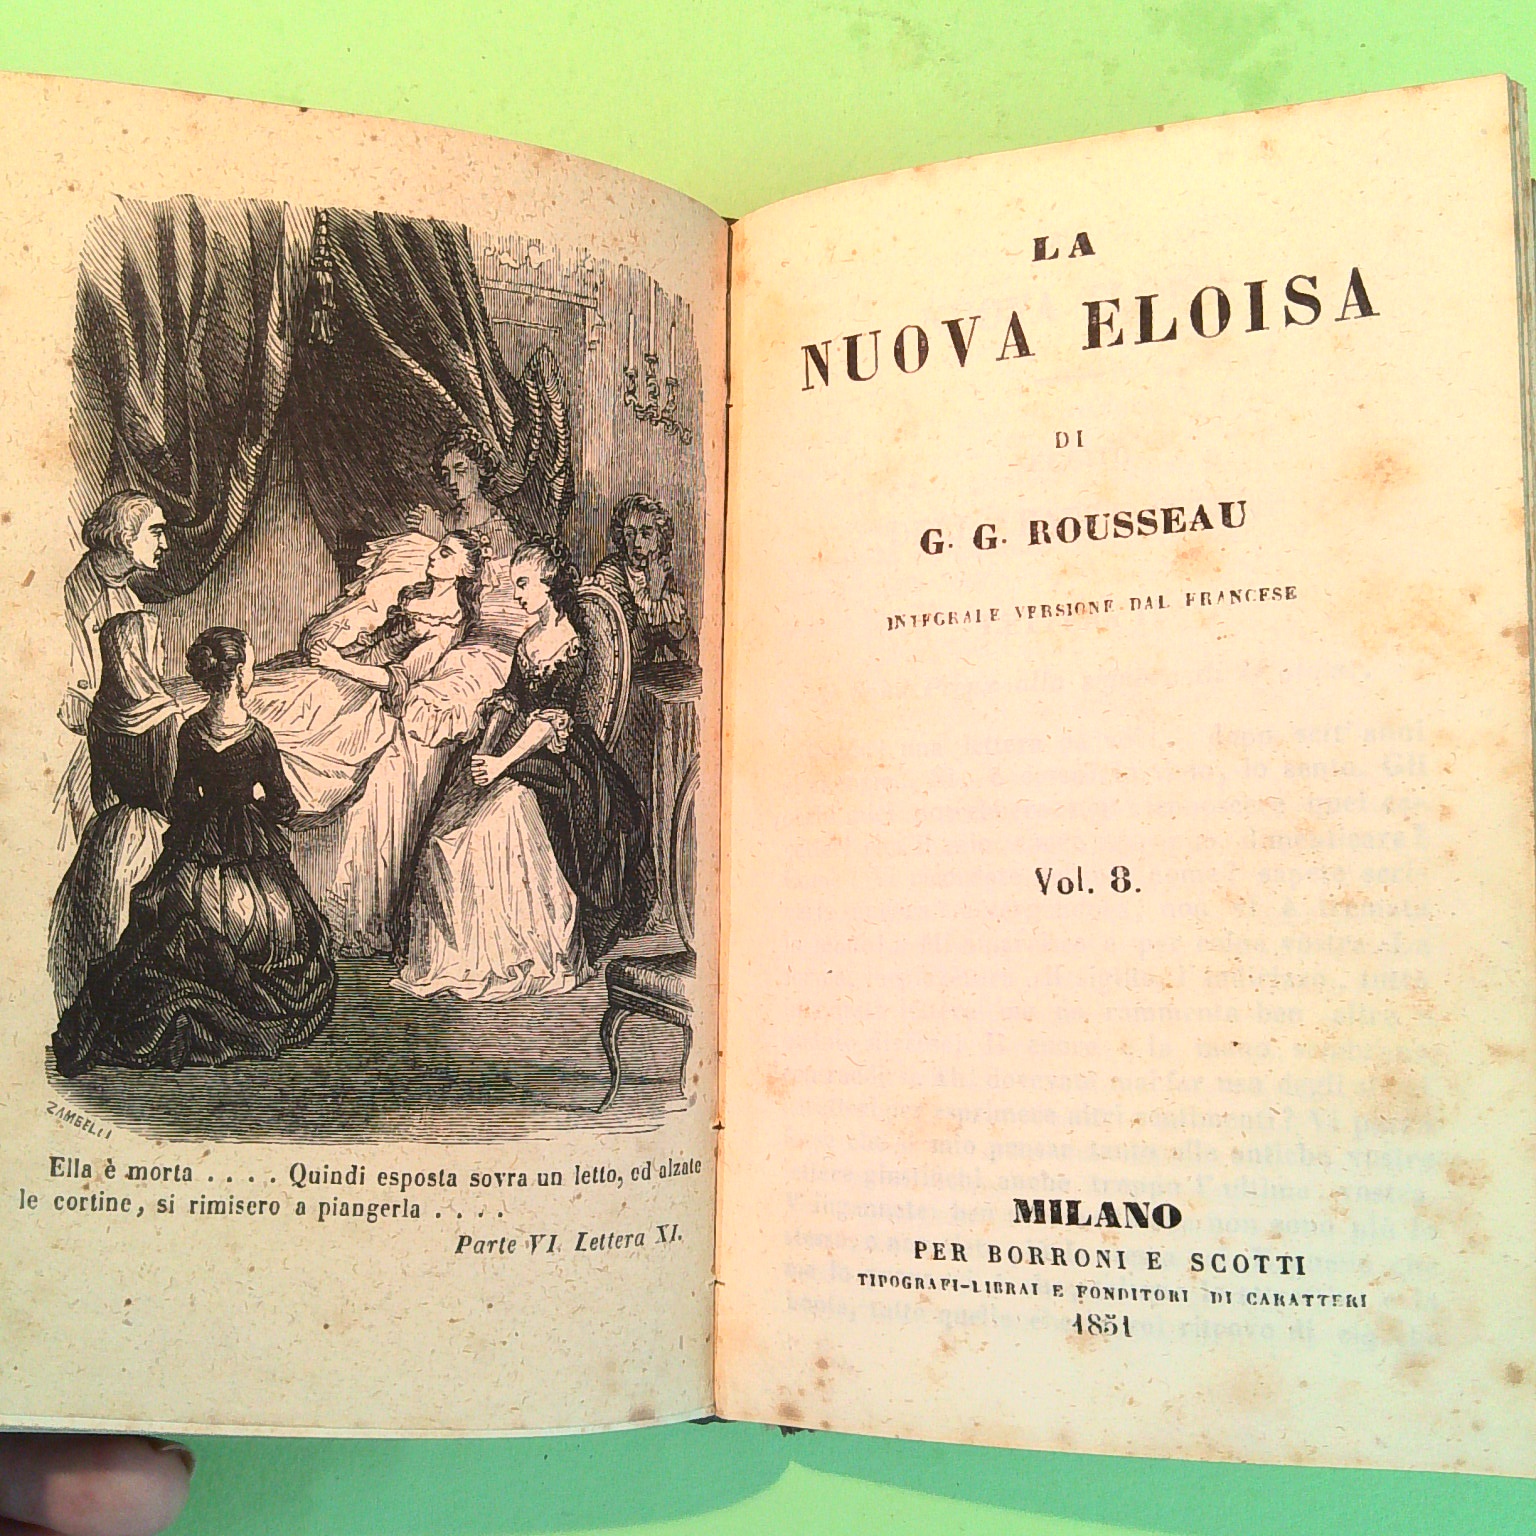 ZAMBELLI
Ella è morta . . . . Quindi esposta sovra un letto, ed alzate
le cortine, si rimisero a piangerla . . . .
Parte VI. Lettera XI.
LA
NUOVA ELOISA
DI
G. G. ROUSSEAU
INTEGRALE VERSIONE DAL FRANCESE
Vol. 8.
MILANO
PER BORRONI E SCOTTI
TIPOGRAFI-LIBRAI E FONDITORI DI CARATTERI
1851